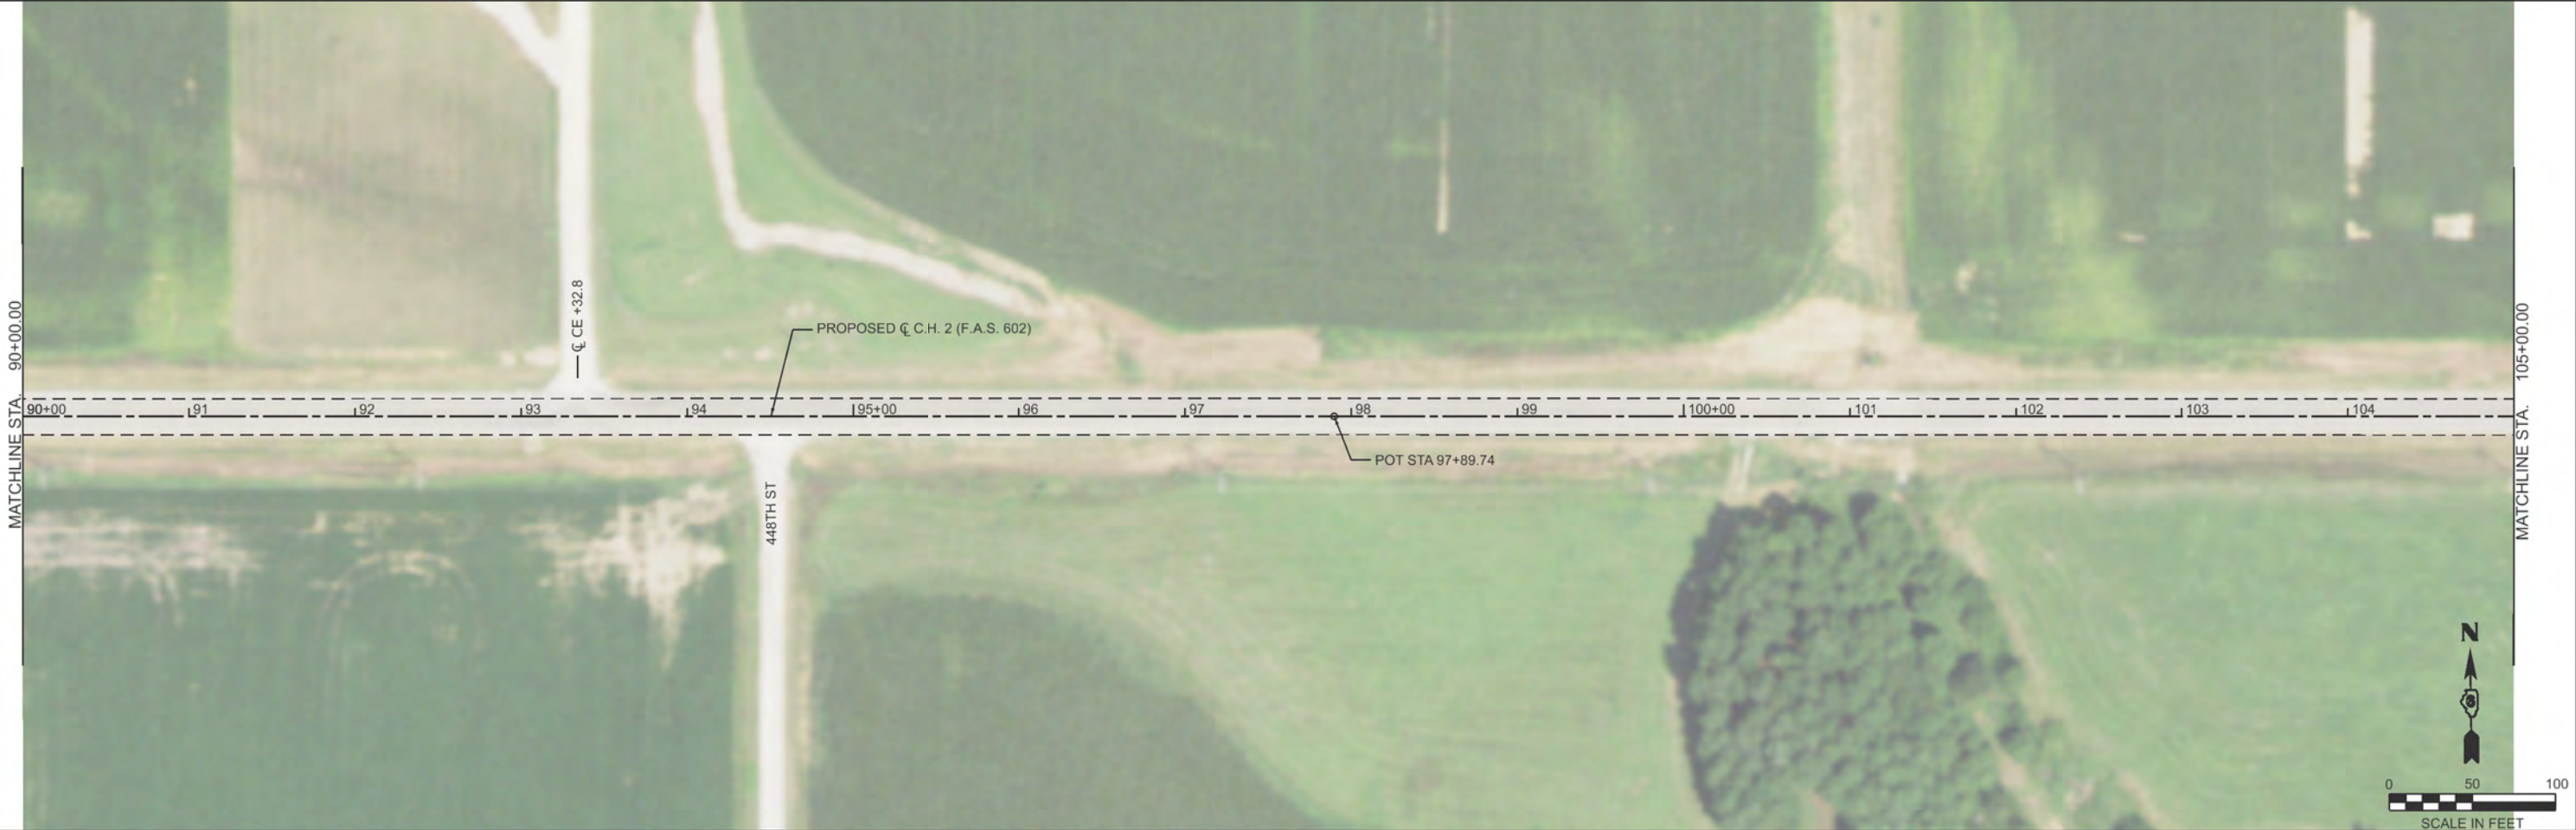 MATCHLINE STA. 90+00.00
℄ CE +32.8
PROPOSED ℄ C.H. 2 (F.A.S. 602)
MATCHLINE STA. 105+00.00
90+00 91 92 93 94 95+00 96 97 98 99 100+00 101 102 103 104
POT STA 97+89.74
448TH ST
N
0 50 100
SCALE IN FEET